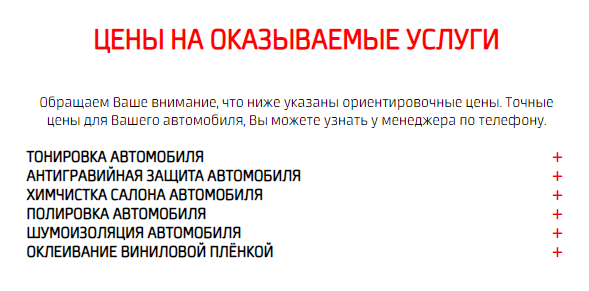 ЦЕНЫ НА ОКАЗЫВАЕМЫЕ УСЛУГИ
Обращаем Ваше внимание, что ниже указаны ориентировочные цены. Точные
цены для Вашего автомобиля, Вы можете узнать у менеджера по телефону.
ТОНИРОВКА АВТОМОБИЛЯ +
АНТИГРАВИЙНАЯ ЗАЩИТА АВТОМОБИЛЯ +
ХИМЧИСТКА САЛОНА АВТОМОБИЛЯ +
ПОЛИРОВКА АВТОМОБИЛЯ +
ШУМОИЗОЛЯЦИЯ АВТОМОБИЛЯ +
ОКЛЕИВАНИЕ ВИНИЛОВОЙ ПЛЁНКОЙ +